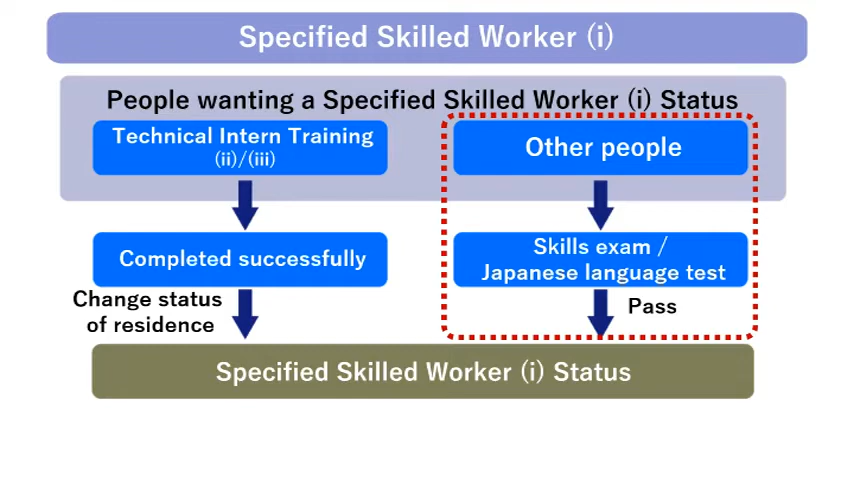 Specified Skilled Worker (i)
People wanting a Specified Skilled Worker (i) Status
Technical Intern Training
(ii)/(iii)
Other people
Completed successfully
Skills exam /
Japanese language test
Change status
of residence
Pass
Specified Skilled Worker (i) Status